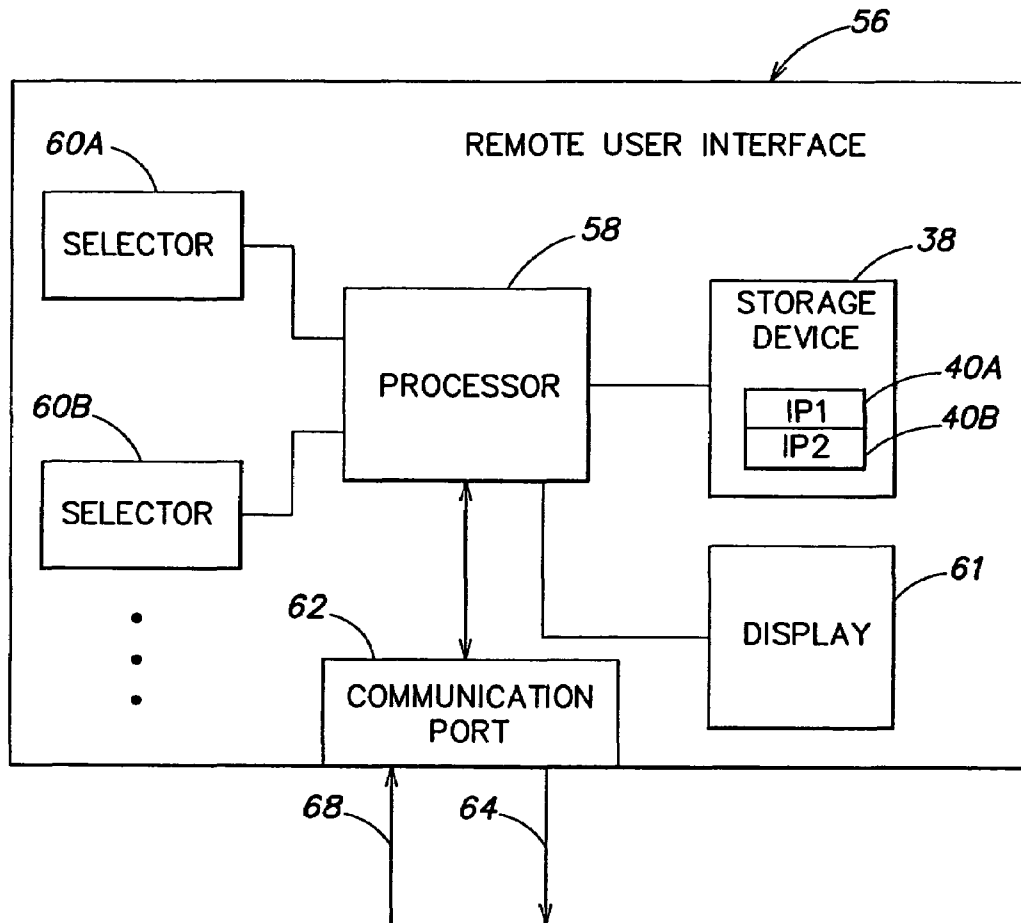 56
REMOTE USER INTERFACE
60A
SELECTOR
58
PROCESSOR
38
STORAGE
DEVICE
40A
IP1
40B
IP2
60B
SELECTOR
61
DISPLAY
62
COMMUNICATION
PORT
68
64